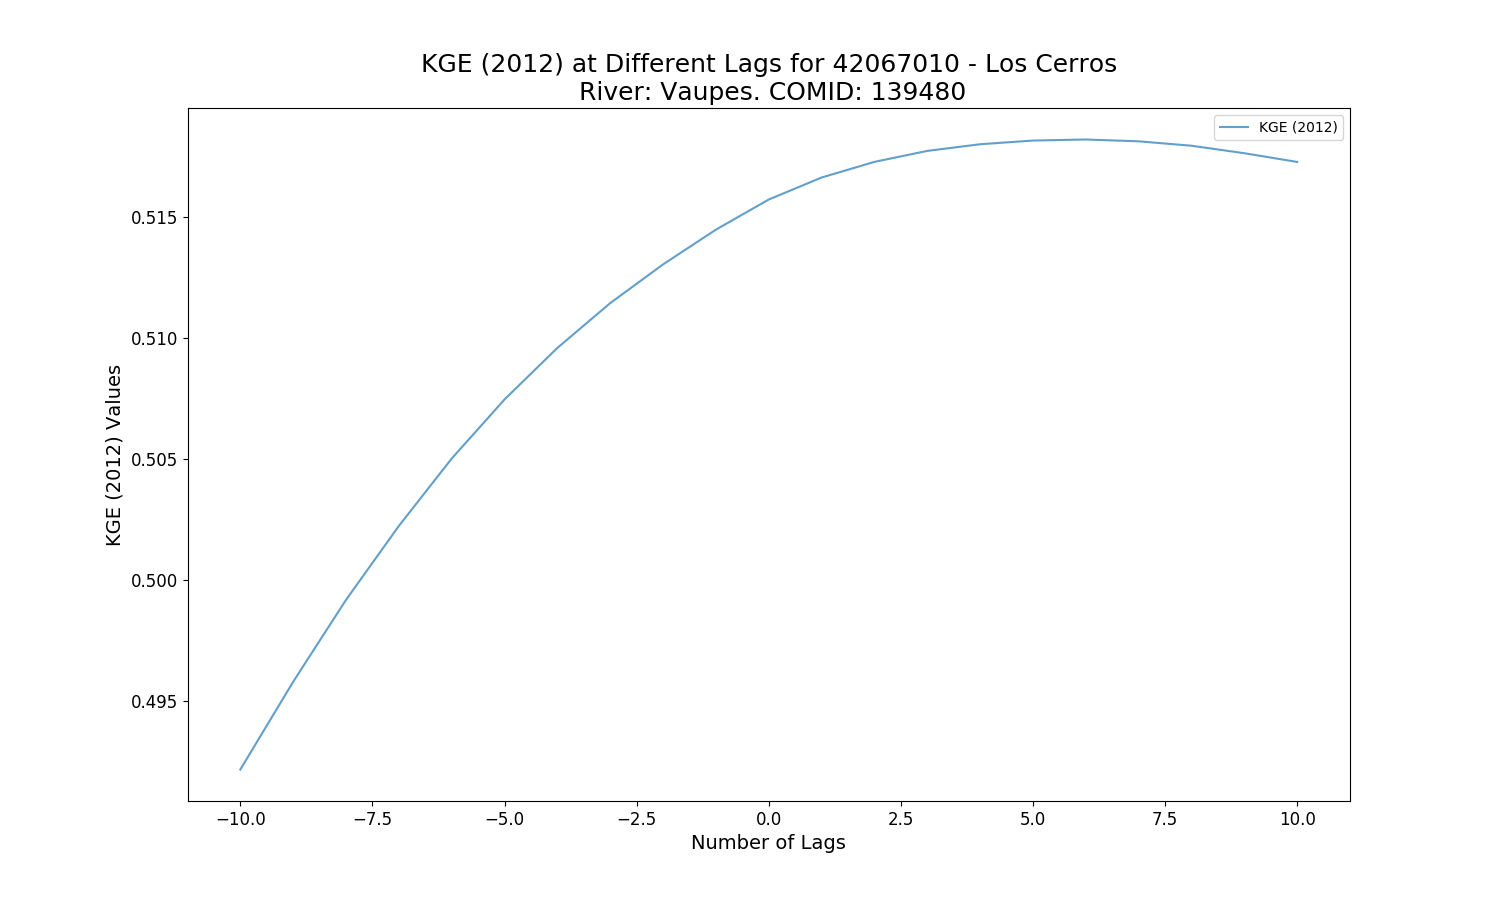 KGE (2012) at Different Lags for 42067010 - Los Cerros
River: Vaupes. COMID: 139480
KGE (2012)
0.515
0.510
0.505
0.500
0.495
KGE (2012) Values
−10.0 −7.5 −5.0 −2.5 0.0 2.5 5.0 7.5 10.0
Number of Lags